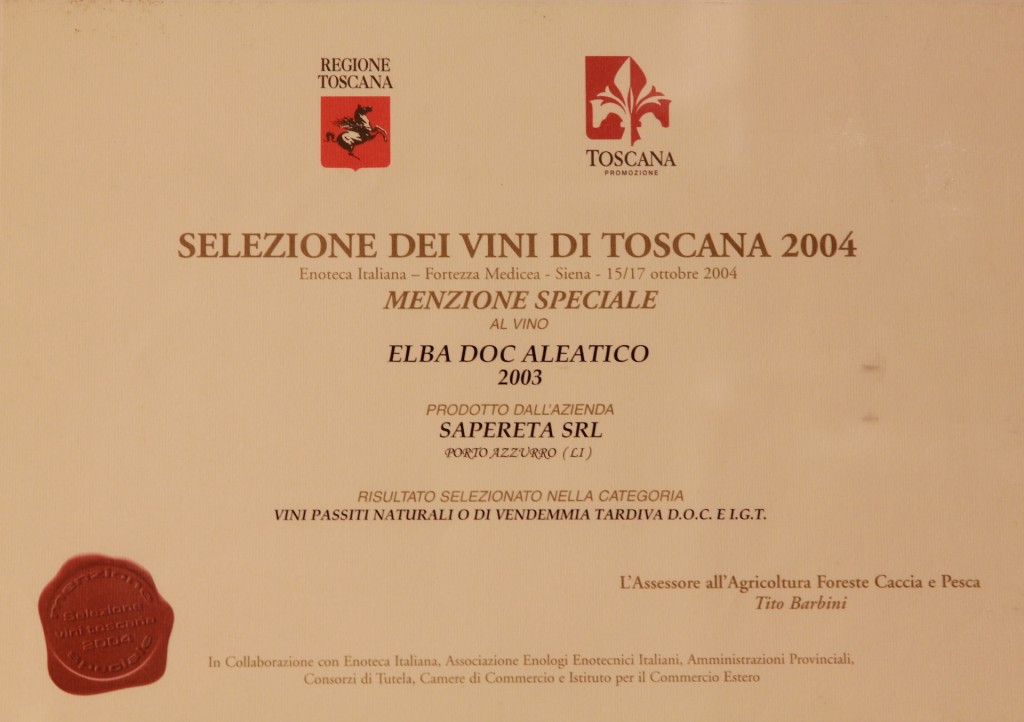 REGIONE
TOSCANA
TOSCANA
PROMOZIONE
SELEZIONE DEI VINI DI TOSCANA 2004
Enoteca Italiana – Fortezza Medicea - Siena - 15/17 ottobre 2004
MENZIONE SPECIALE
AL VINO
ELBA DOC ALEATICO
2003
PRODOTTO DALL'AZIENDA
SAPERETA SRL
PORTO AZZURRO (LI)
RISULTATO SELEZIONATO NELLA CATEGORIA
VINI PASSITI NATURALI O DI VENDEMMIA TARDIVA D.O.C. E I.G.T.
L'Assessore all'Agricoltura Foreste Caccia e Pesca
Tito Barbini
menzione
Selezione
vini toscana
2004
speciale
In Collaborazione con Enoteca Italiana, Associazione Enologi Enotecnici Italiani, Amministrazioni Provinciali,
Consorzi di Tutela, Camere di Commercio e Istituto per il Commercio Estero